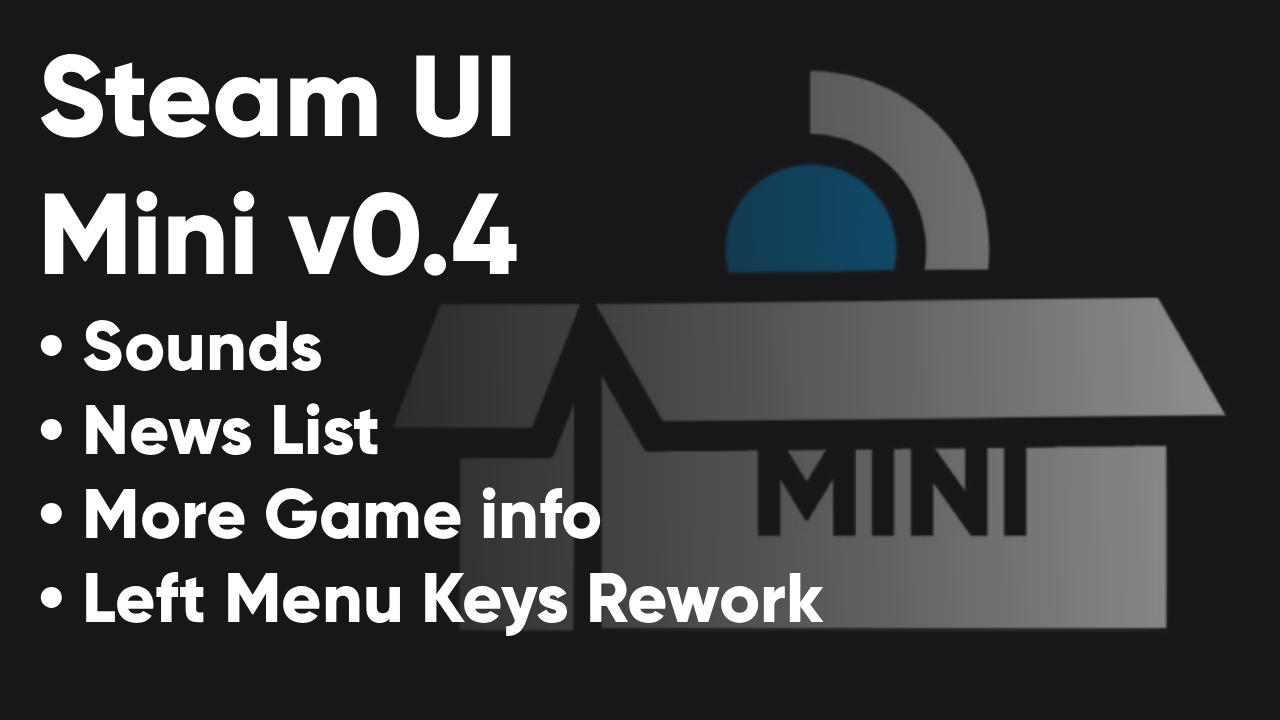 Steam UI
Mini v0.4
• Sounds
• News List
• More Game info
• Left Menu Keys Rework
MINI